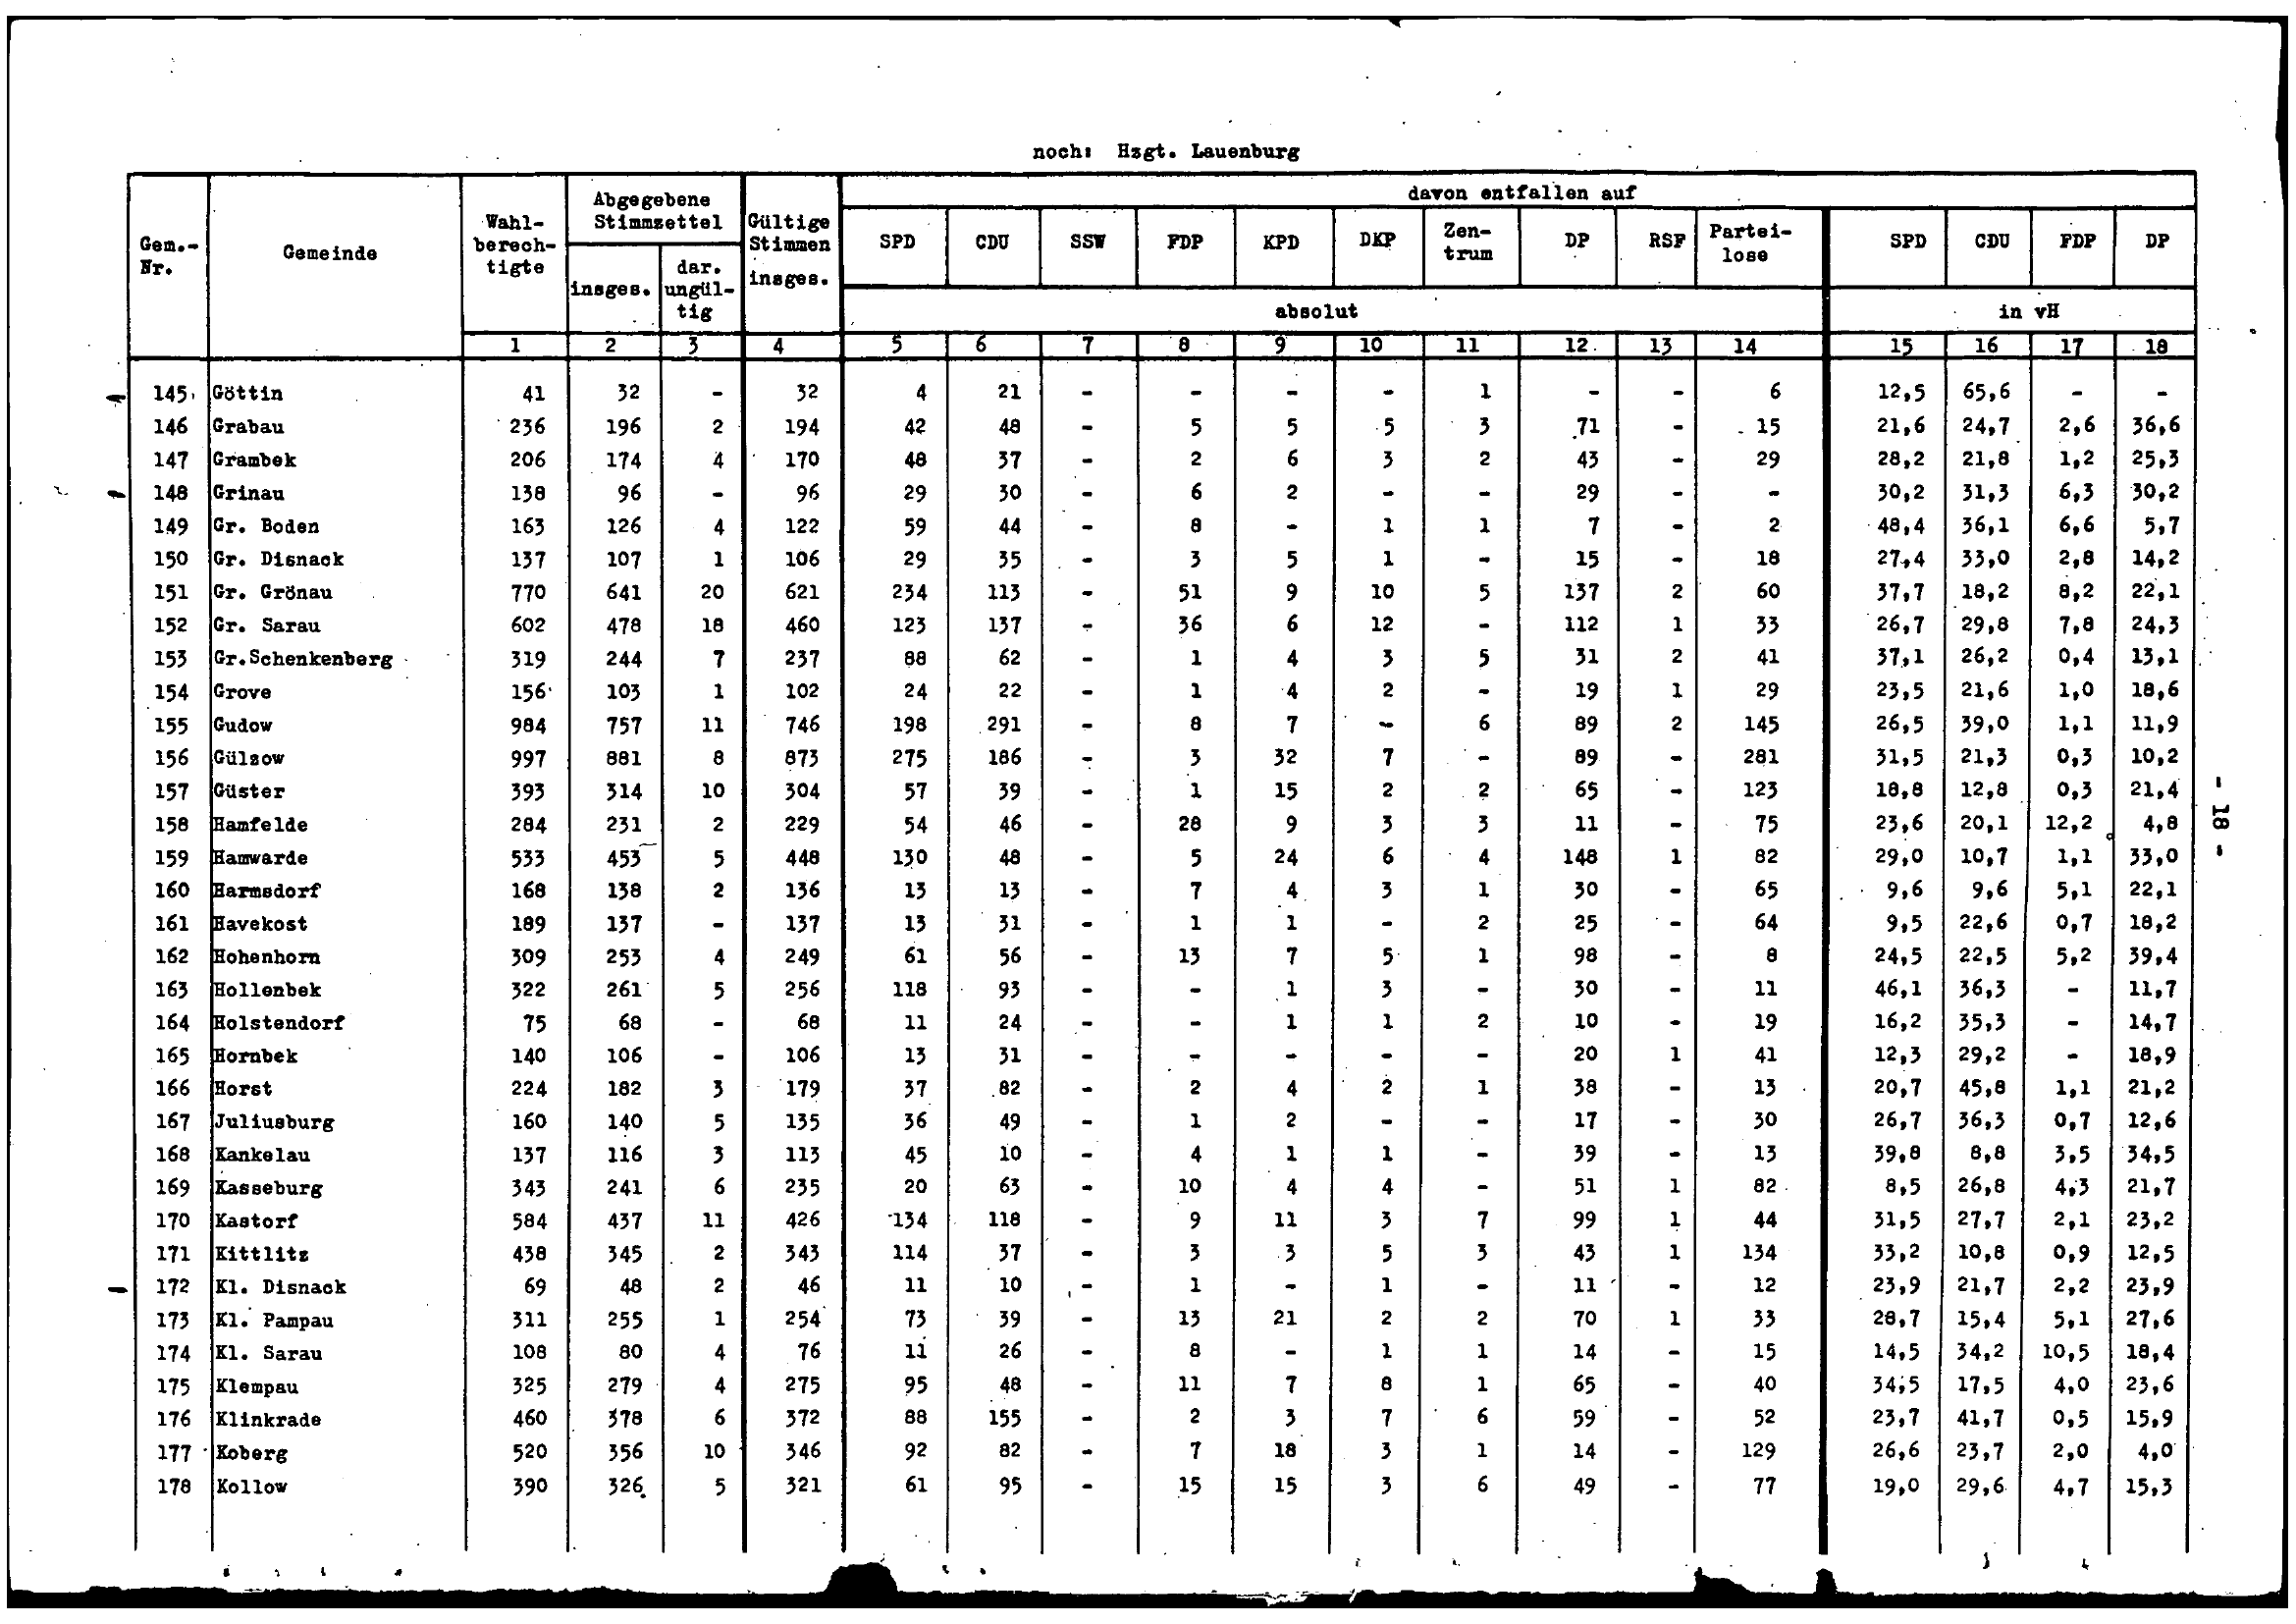 noch: Hzgt. Lauenburg
Gem.-Nr. Gemeinde Wahl-berech-tigte Abgegebene Stimmzettel Gültige Stimmen insges. davon entfallen auf
insges. dar. ungül-tig SPD CDU SSW FDP KPD DKP Zen-trum DP RSF Partei-lose SPD CDU FDP DP
absolut in vH
1 2 3 4 5 6 7 8 9 10 11 12 13 14 15 16 17 18
145 Göttin 41 32 - 32 4 21 - - - - 1 - - 6 12,5 65,6 - -
146 Grabau 236 196 2 194 42 48 - 5 5 5 3 71 - 15 21,6 24,7 2,6 36,6
147 Grambek 206 174 4 170 48 37 - 2 6 3 2 43 - 29 28,2 21,8 1,2 25,3
148 Grinau 138 96 - 96 29 30 - 6 2 - - 29 - - 30,2 31,3 6,3 30,2
149 Gr. Boden 163 126 4 122 59 44 - 8 - 1 1 7 - 2 48,4 36,1 6,6 5,7
150 Gr. Disnack 137 107 1 106 29 35 - 3 5 1 - 15 - 18 27,4 33,0 2,8 14,2
151 Gr. Grönau 770 641 20 621 234 113 - 51 9 10 5 137 2 60 37,7 18,2 8,2 22,1
152 Gr. Sarau 602 478 18 460 123 137 - 36 6 12 - 112 1 33 26,7 29,8 7,8 24,3
153 Gr.Schenkenberg 319 244 7 237 88 62 - 1 4 3 5 31 2 41 37,1 26,2 0,4 13,1
154 Grove 156 103 1 102 24 22 - 1 4 2 - 19 1 29 23,5 21,6 1,0 18,6
155 Gudow 984 757 11 746 198 291 - 8 7 - 6 89 2 145 26,5 39,0 1,1 11,9
156 Gülzow 997 881 8 873 275 186 - 3 32 7 - 89 - 281 31,5 21,3 0,3 10,2
157 Güster 393 314 10 304 57 39 - 1 15 2 2 65 - 123 18,8 12,8 0,3 21,4
158 Hamfelde 284 231 2 229 54 46 - 28 9 3 3 11 - 75 23,6 20,1 12,2 4,8
159 Hamwarde 533 453 5 448 130 48 - 5 24 6 4 148 1 82 29,0 10,7 1,1 33,0
160 Harmsdorf 168 138 2 136 13 13 - 7 4 3 1 30 - 65 9,6 9,6 5,1 22,1
161 Havekost 189 137 - 137 13 31 - 1 1 - 2 25 - 64 9,5 22,6 0,7 18,2
162 Hohenhorn 309 253 4 249 61 56 - 13 7 5 1 98 - 8 24,5 22,5 5,2 39,4
163 Hollenbek 322 261 5 256 118 93 - - 1 3 - 30 - 11 46,1 36,3 - 11,7
164 Holstendorf 75 68 - 68 11 24 - - 1 1 2 10 - 19 16,2 35,3 - 14,7
165 Hornbek 140 106 - 106 13 31 - - - - - 20 1 41 12,3 29,2 - 18,9
166 Horst 224 182 3 179 37 82 - 2 4 2 1 38 - 13 20,7 45,8 1,1 21,2
167 Juliusburg 160 140 5 135 36 49 - 1 2 - - 17 - 30 26,7 36,3 0,7 12,6
168 Kankelau 137 116 3 113 45 10 - 4 1 1 - 39 - 13 39,8 8,8 3,5 34,5
169 Kasseburg 343 241 6 235 20 63 - 10 4 4 - 51 1 82 8,5 26,8 4,3 21,7
170 Kastorf 584 437 11 426 134 118 - 9 11 3 7 99 1 44 31,5 27,7 2,1 23,2
171 Kittlitz 438 345 2 343 114 37 - 3 3 5 3 43 1 134 33,2 10,8 0,9 12,5
172 Kl. Disnack 69 48 2 46 11 10 - 1 - 1 - 11 - 12 23,9 21,7 2,2 23,9
173 Kl. Pampau 311 255 1 254 73 39 - 13 21 2 2 70 1 33 28,7 15,4 5,1 27,6
174 Kl. Sarau 108 80 4 76 11 26 - 8 - 1 1 14 - 15 14,5 34,2 10,5 18,4
175 Klempau 325 279 4 275 95 48 - 11 7 8 1 65 - 40 34,5 17,5 4,0 23,6
176 Klinkrade 460 378 6 372 88 155 - 2 3 7 6 59 - 52 23,7 41,7 0,5 15,9
177 Koberg 520 356 10 346 92 82 - 7 18 3 1 14 - 129 26,6 23,7 2,0 4,0
178 Kollow 390 326 5 321 61 95 - 15 15 3 6 49 - 77 19,0 29,6 4,7 15,3
- 18 -